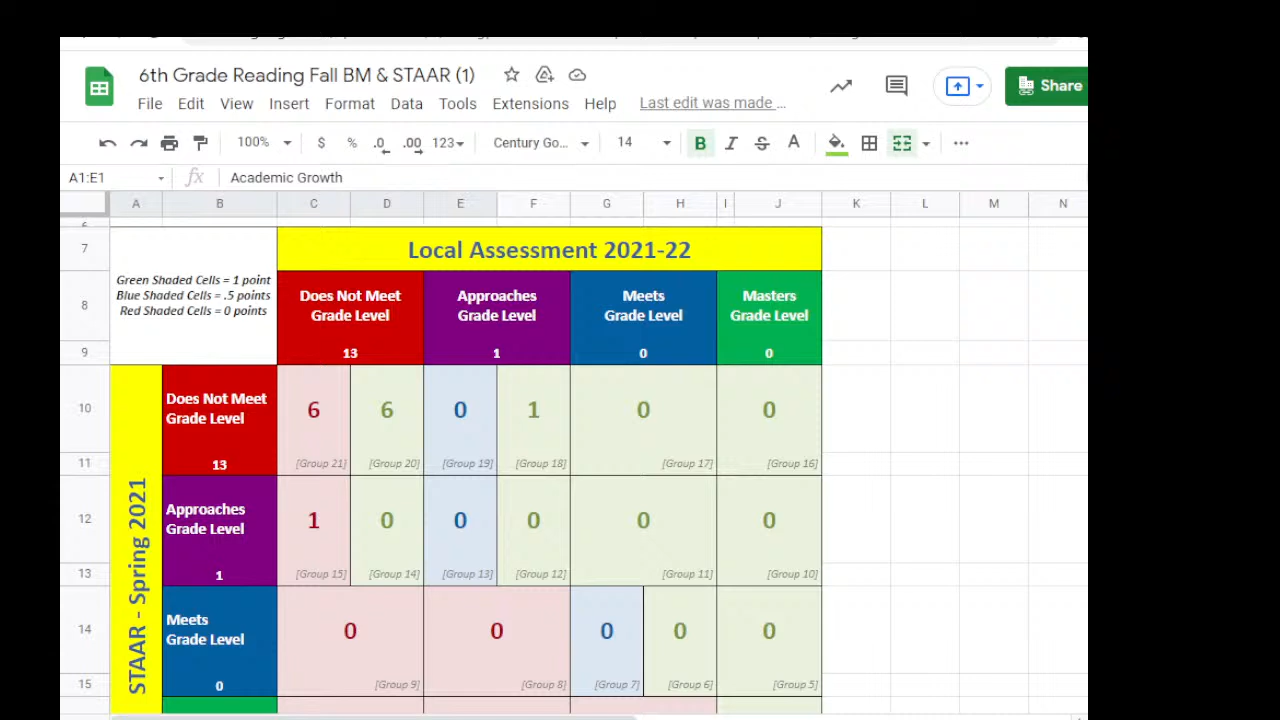 6th Grade Reading Fall BM & STAAR (1)
File Edit View Insert Format Data Tools Extensions Help Last edit was made ...
Share
100% $ % .0 .00 123 Century Go... 14 B I S A
A1:E1 fx Academic Growth
A B C D E F G H I J K L M N
6
7 Local Assessment 2021-22
Green Shaded Cells = 1 point
Blue Shaded Cells = .5 points
Red Shaded Cells = 0 points
8 Does Not Meet Grade Level Approaches Grade Level Meets Grade Level Masters Grade Level
9 13 1 0 0
STAAR - Spring 2021
10 Does Not Meet Grade Level 6 6 0 1 0 0
11 13 [Group 21] [Group 20] [Group 19] [Group 18] [Group 17] [Group 16]
12 Approaches Grade Level 1 0 0 0 0 0
13 1 [Group 15] [Group 14] [Group 13] [Group 12] [Group 11] [Group 10]
14 Meets Grade Level 0 0 0 0 0
15 0 [Group 9] [Group 8] [Group 7] [Group 6] [Group 5]